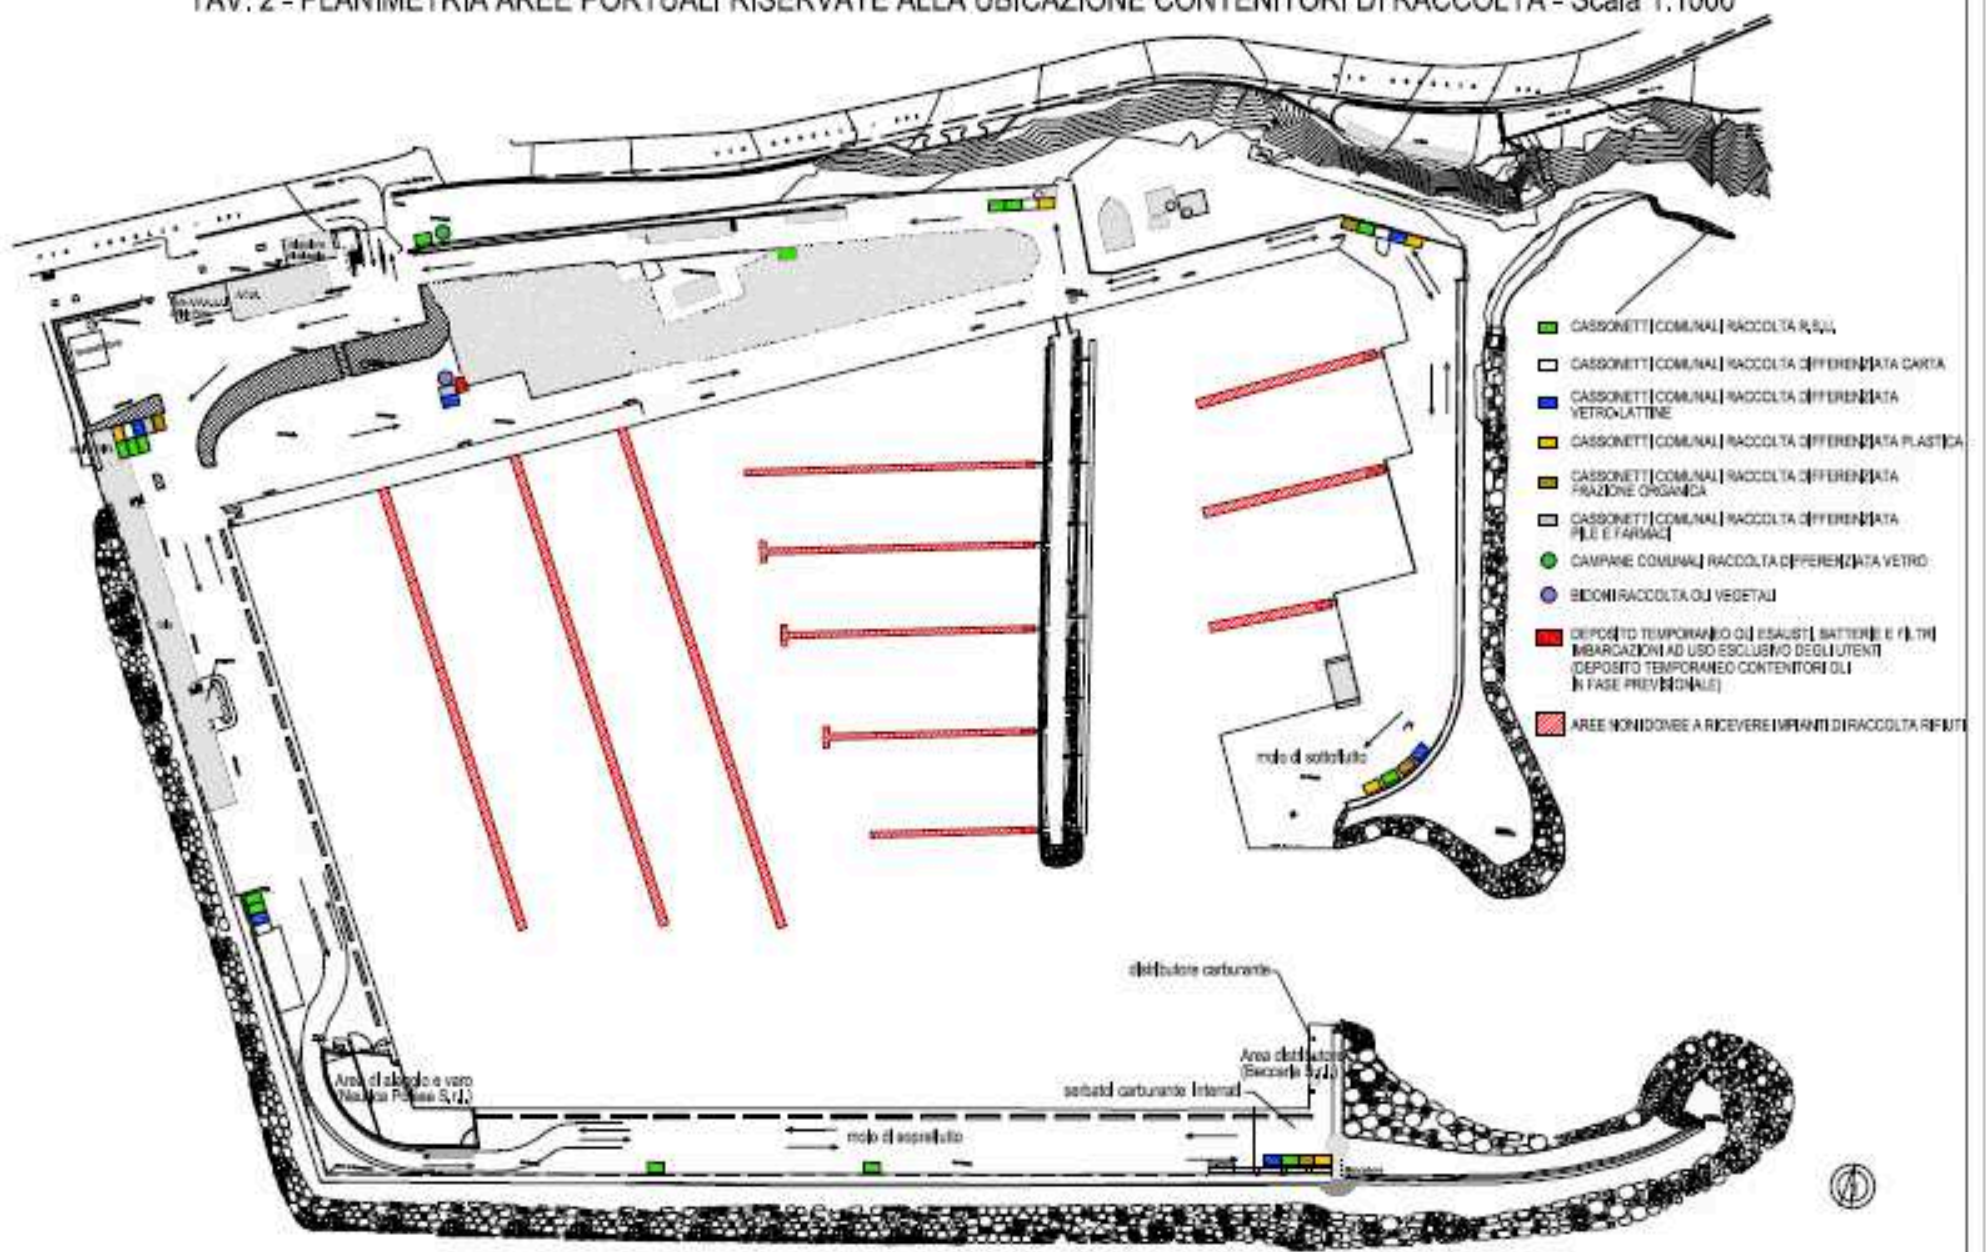 TAV. 2 - PLANIMETRIA AREE PORTUALI RISERVATE ALLA UBICAZIONE CONTENITORI DI RACCOLTA - Scala 1:1000
CASSONETTI COMUNALI RACCOLTA R.S.U.
CASSONETTI COMUNALI RACCOLTA DIFFERENZIATA CARTA
CASSONETTI COMUNALI RACCOLTA DIFFERENZIATA
VETRO-LATTINE
CASSONETTI COMUNALI RACCOLTA DIFFERENZIATA PLASTICA
CASSONETTI COMUNALI RACCOLTA DIFFERENZIATA
FRAZIONE ORGANICA
CASSONETTI COMUNALI RACCOLTA DIFFERENZIATA
PILE E FARMACI
CAMPANE COMUNALI RACCOLTA DIFFERENZIATA VETRO
BIDONI RACCOLTA OLI VEGETALI
DEPOSITO TEMPORANEO OLI ESAUSTI, BATTERIE E FILTRI
IMBARCAZIONI AD USO ESCLUSIVO DEGLI UTENTI
(DEPOSITO TEMPORANEO CONTENITORI OLI
IN FASE PREVISIONALE)
AREE NON IDONEE A RICEVERE IMPIANTI DI RACCOLTA RIFIUTI
molo di sottoflutto
distributore carburante
Area distributore
(Beccaria S.r.l.)
serbatoi carburante interrati
Area di alaggio e varo
(Nautica S.r.l.)
molo di sopraflutto